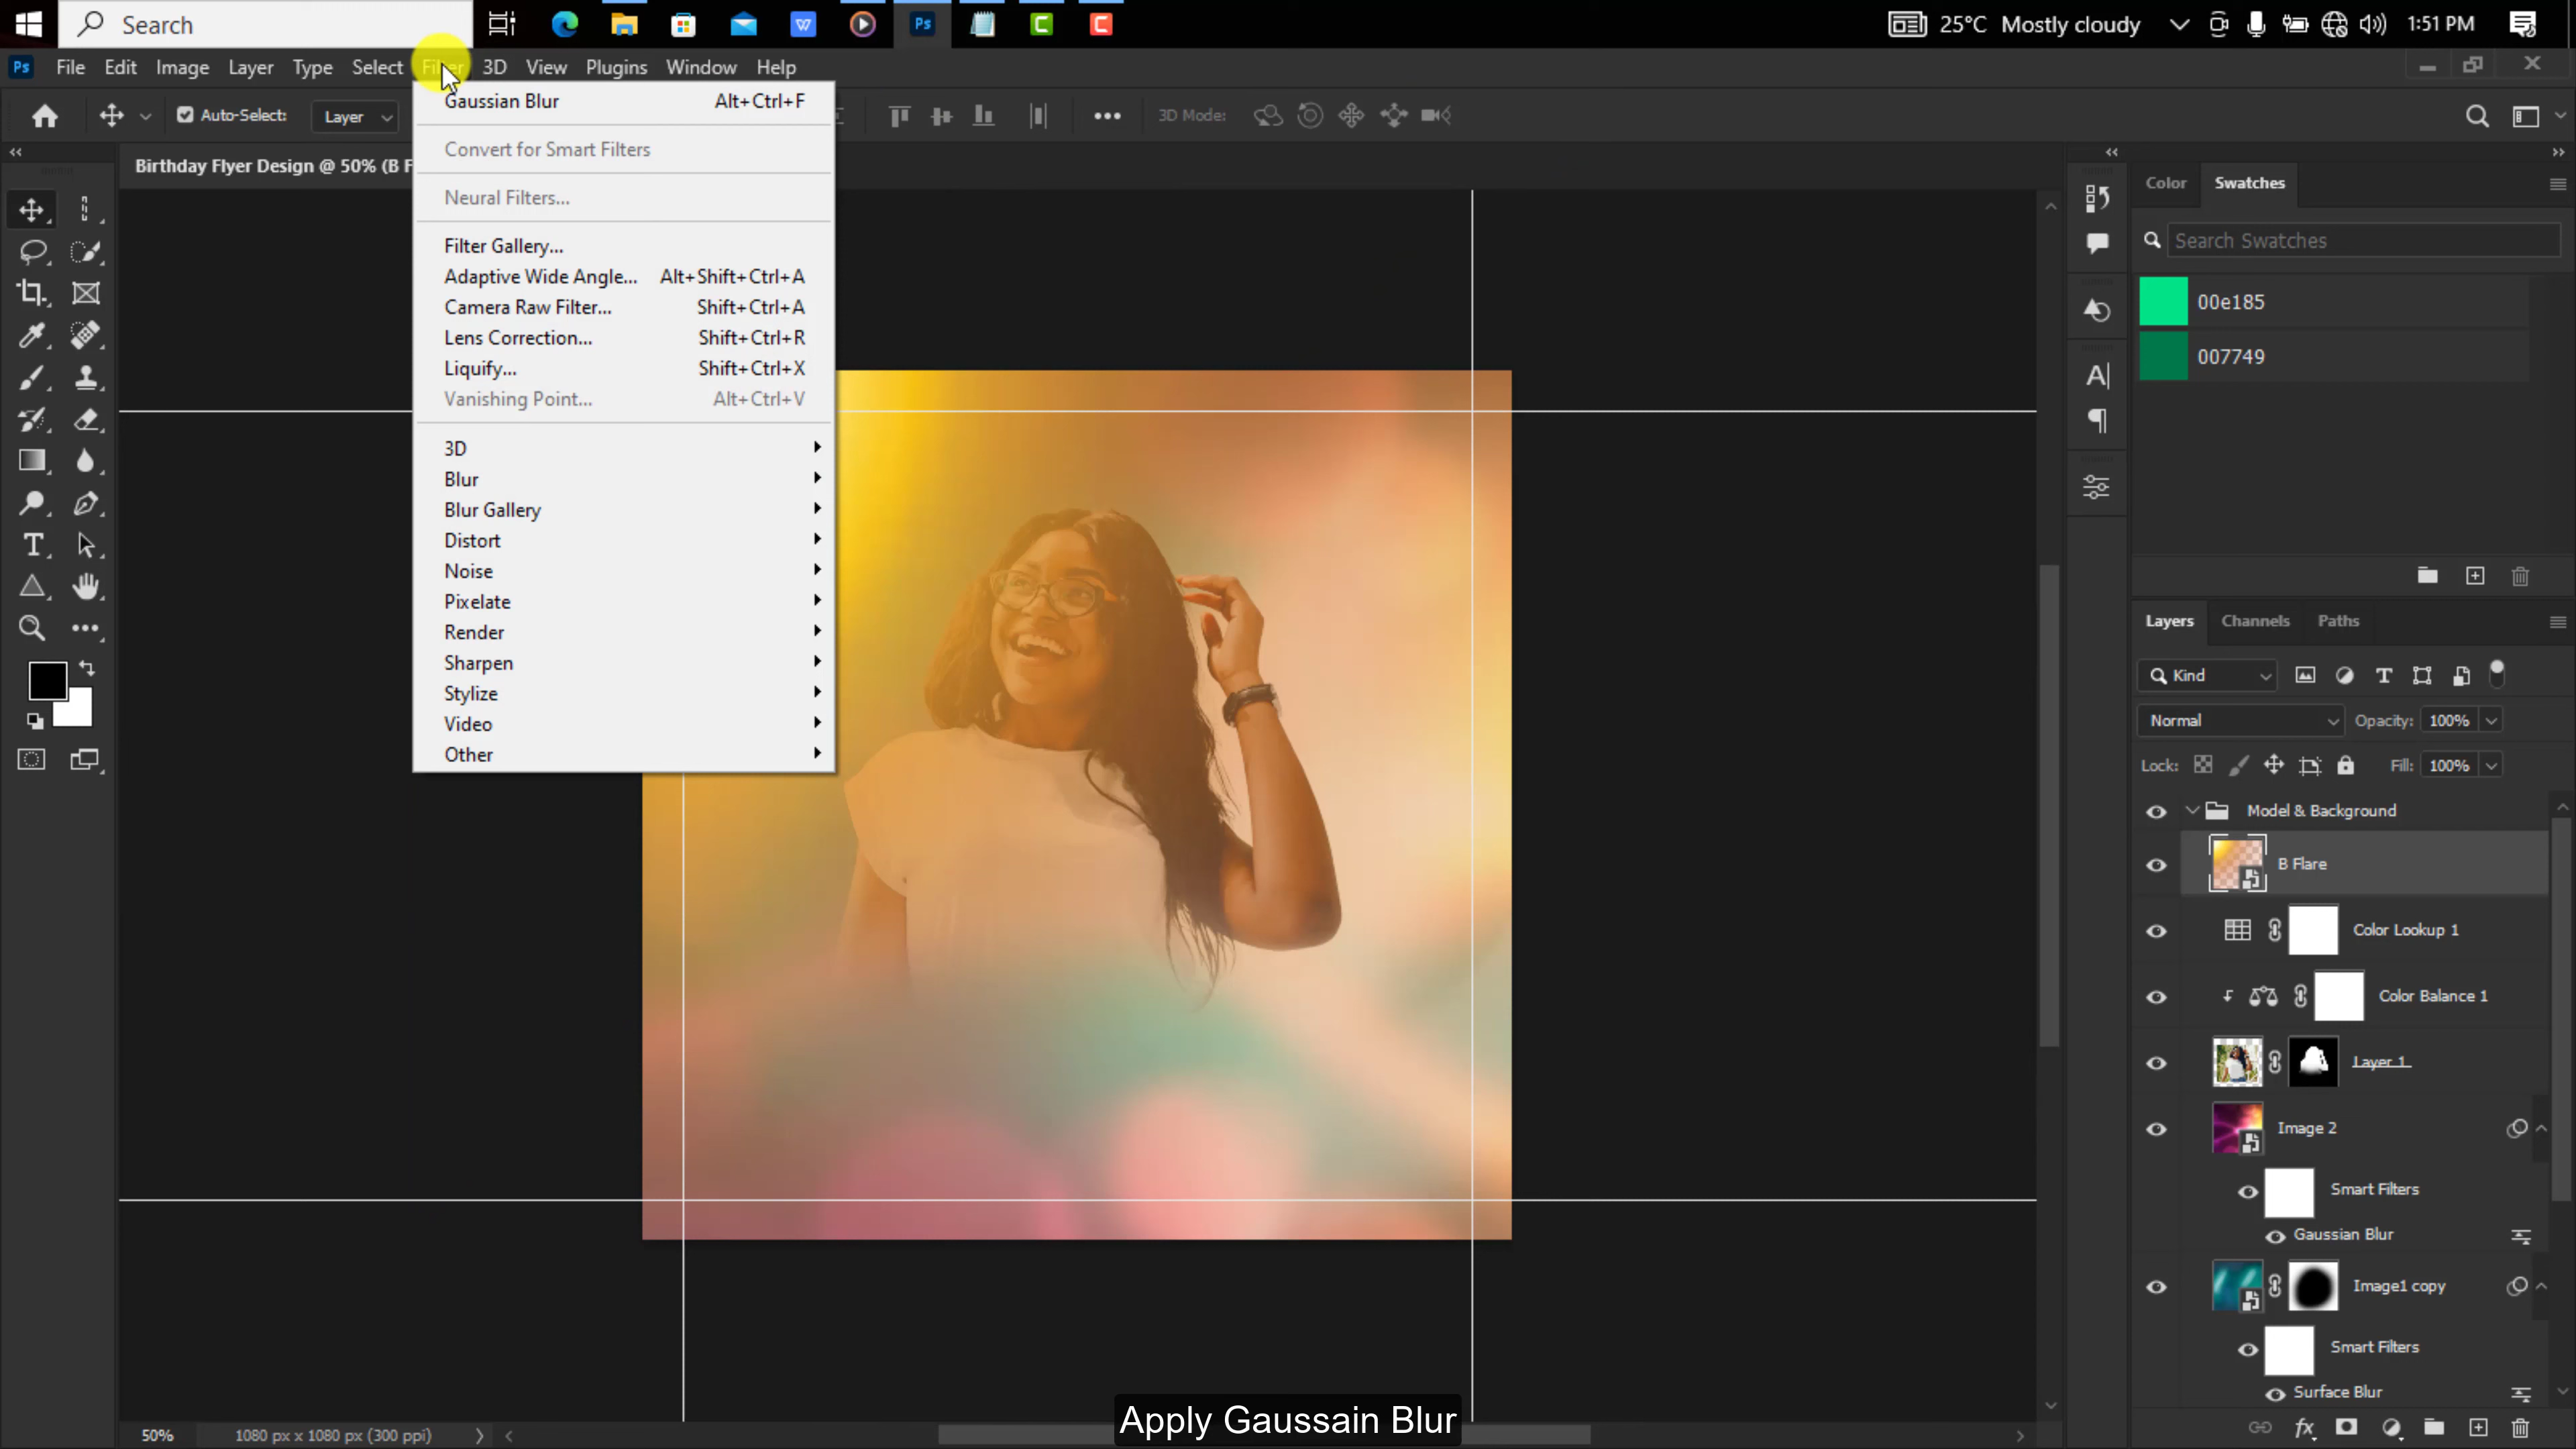 Search
25°C Mostly cloudy
1:51 PM
Ps File Edit Image Layer Type Select Filter 3D View Plugins Window Help
Auto-Select: Layer
3D Mode:
Birthday Flyer Design @ 50% (B F
Gaussian Blur Alt+Ctrl+F
Convert for Smart Filters
Neural Filters...
Filter Gallery...
Adaptive Wide Angle... Alt+Shift+Ctrl+A
Camera Raw Filter... Shift+Ctrl+A
Lens Correction... Shift+Ctrl+R
Liquify... Shift+Ctrl+X
Vanishing Point... Alt+Ctrl+V
3D
Blur
Blur Gallery
Distort
Noise
Pixelate
Render
Sharpen
Stylize
Video
Other
Color Swatches
Search Swatches
00e185
007749
Layers Channels Paths
Kind
Normal Opacity: 100%
Lock: Fill: 100%
Model & Background
B Flare
Color Lookup 1
Color Balance 1
Layer 1
Image 2
Smart Filters
Gaussian Blur
Image1 copy
Smart Filters
Surface Blur
50% 1080 px x 1080 px (300 ppi)
Apply Gaussain Blur